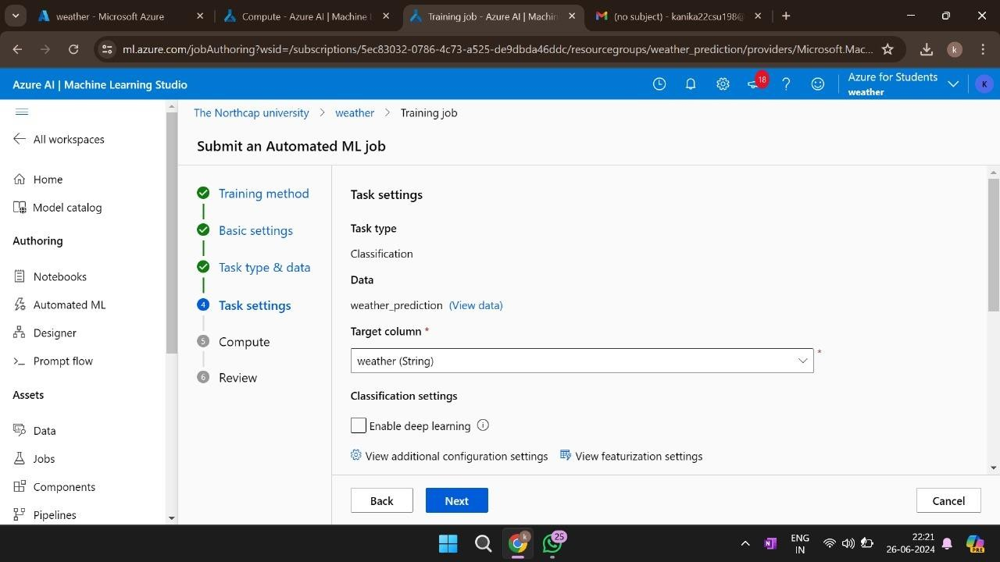 weather - Microsoft Azure
Compute - Azure AI | Machine L
Training job - Azure AI | Machin
(no subject) - kanika22csu198@
ml.azure.com/jobAuthoring?wsid=/subscriptions/5ec83032-0786-4c73-a525-de9dbda46ddc/resourcegroups/weather_prediction/providers/Microsoft.Mac...
k
Azure AI | Machine Learning Studio
18
Azure for Students
weather
K
All workspaces
Home
Model catalog
Authoring
Notebooks
Automated ML
Designer
Prompt flow
Assets
Data
Jobs
Components
Pipelines
The Northcap university > weather > Training job
Submit an Automated ML job
Training method
Basic settings
Task type & data
4 Task settings
5 Compute
6 Review
Task settings
Task type
Classification
Data
weather_prediction (View data)
Target column *
weather (String) *
Classification settings
Enable deep learning
View additional configuration settings View featurization settings
Back Next Cancel
k
25
ENG
IN
22:21
26-06-2024
PRE